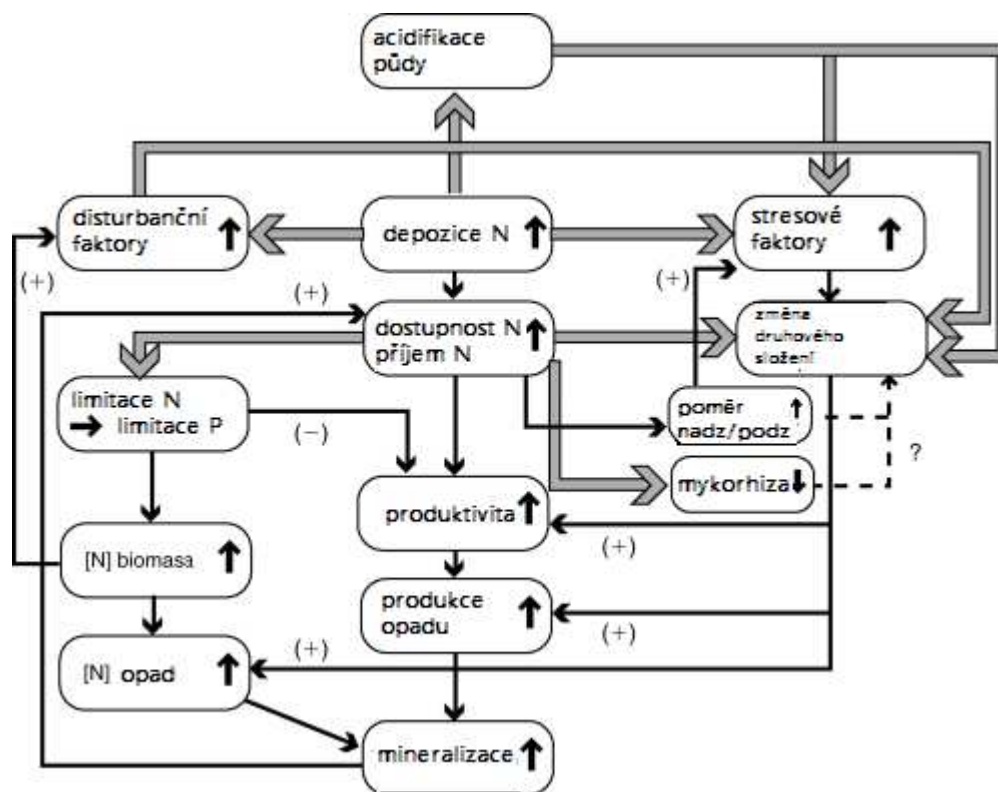 acidifikace
půdy
disturbanční
faktory
depozice N
stresové
faktory
(+)
(+)
(+)
dostupnost N
příjem N
změna
druhového
složení
limitace N
➔ limitace P
(−)
poměr
nadz/podz
?
mykorhiza
produktivita
(+)
[N] biomasa
produkce
opadu
(+)
[N] opad
(+)
mineralizace